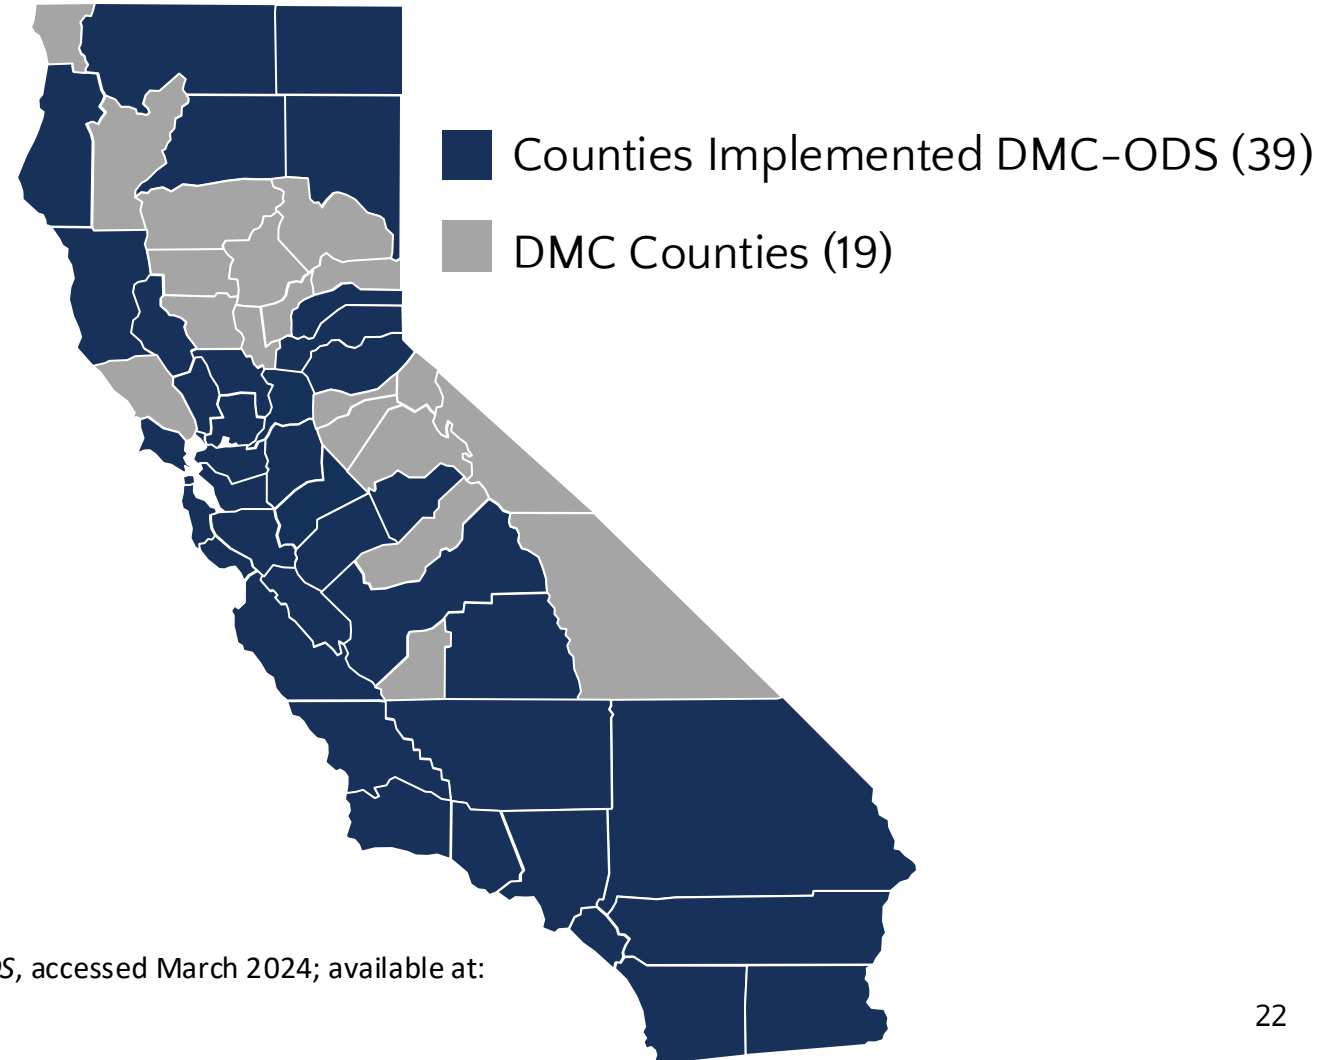 Counties Implemented DMC-ODS (39)
DMC Counties (19)
S, accessed March 2024; available at:
22